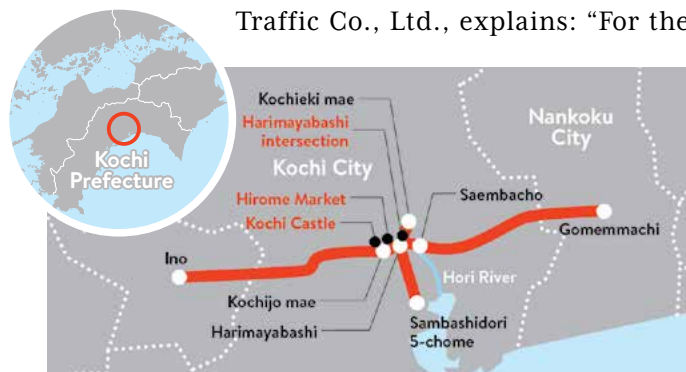 Traffic Co., Ltd., explains: “For the
Kochi
Prefecture
Kochieki mae
Harimayabashi
intersection
Kochi City
Nankoku
City
Hirome Market
Kochi Castle
Saembacho
Gomemmachi
Ino
Hori River
Kochijo mae
Harimayabashi
Sambashidori
5-chome